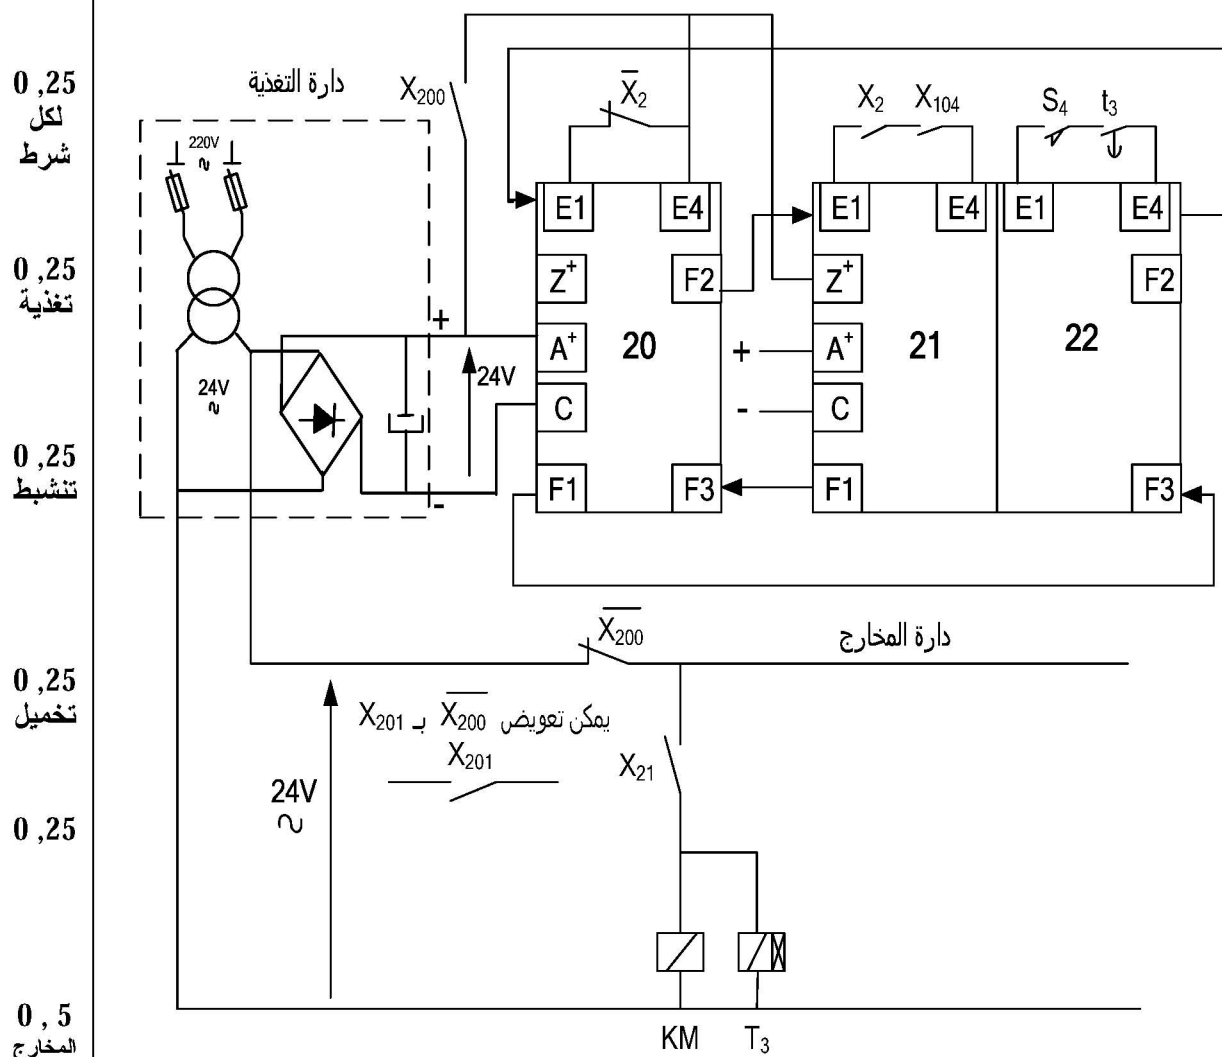 0 ,25
لكل
شرط
0 ,25
تغذية
0 ,25
تنشبط
0 ,25
تخميل
0 ,25
0 , 5
المخارج
دارة التغذية
220V
~
24V
~
+
-
24V
X200
X̅2
E1 E4
Z+ F2
A+ 20
C
F1 F3
X2 X104
S4 t3
E1 E4 E1 E4
Z+ F2
+ A+ 21 22
- C
F1 F3
X̅200
دارة المخارج
يمكن تعويض X̅200 بـ X201
X201
24V
~
X21
KM T3